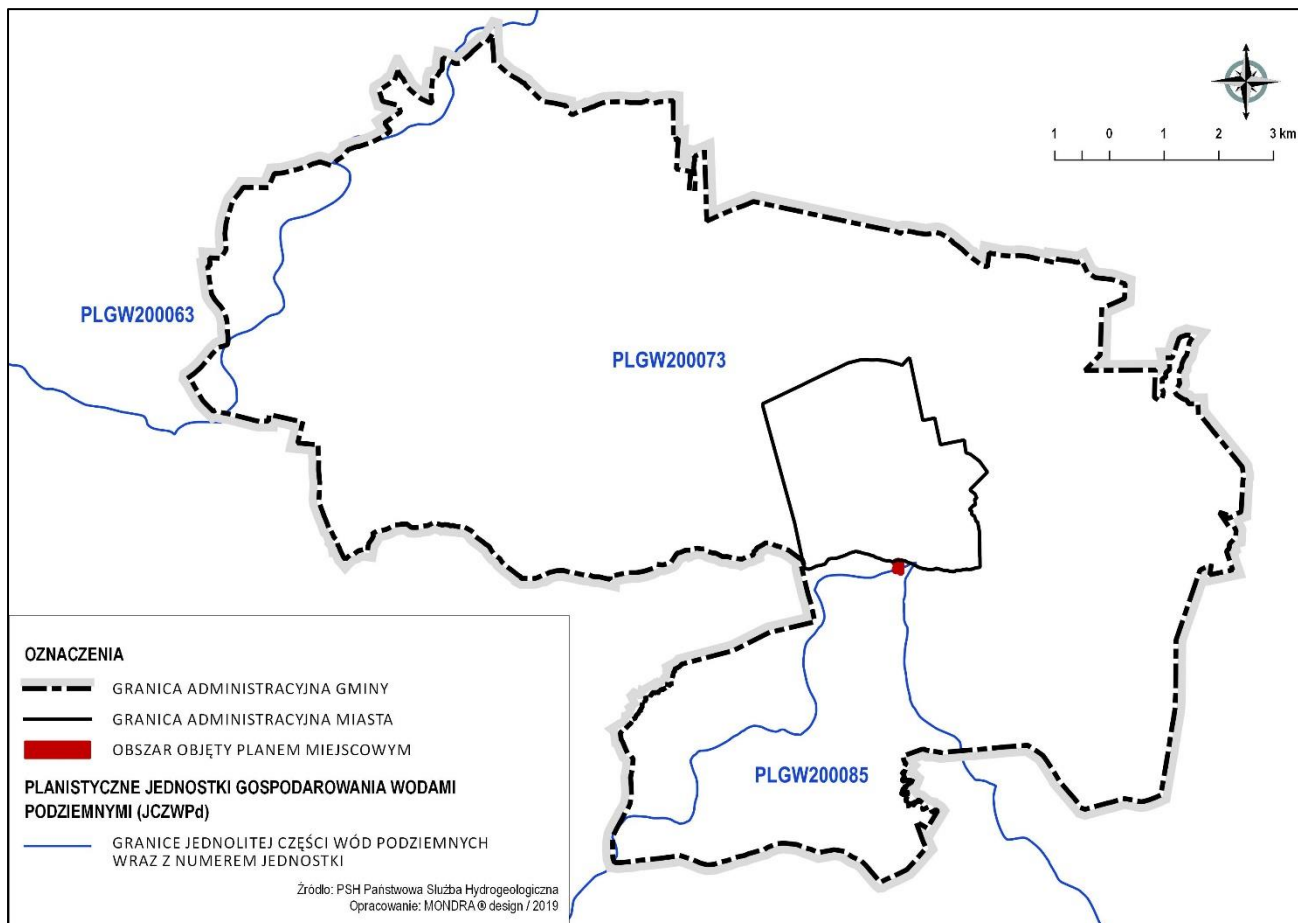 1 0 1 2 3 km
PLGW200063
PLGW200073
PLGW200085
OZNACZENIA
GRANICA ADMINISTRACYJNA GMINY
GRANICA ADMINISTRACYJNA MIASTA
OBSZAR OBJĘTY PLANEM MIEJSCOWYM
PLANISTYCZNE JEDNOSTKI GOSPODAROWANIA WODAMI
PODZIEMNYMI (JCZWPd)
GRANICE JEDNOLITEJ CZĘŚCI WÓD PODZIEMNYCH
WRAZ Z NUMEREM JEDNOSTKI
Źródło: PSH Państwowa Służba Hydrogeologiczna
Opracowanie: MONDRA ® design / 2019